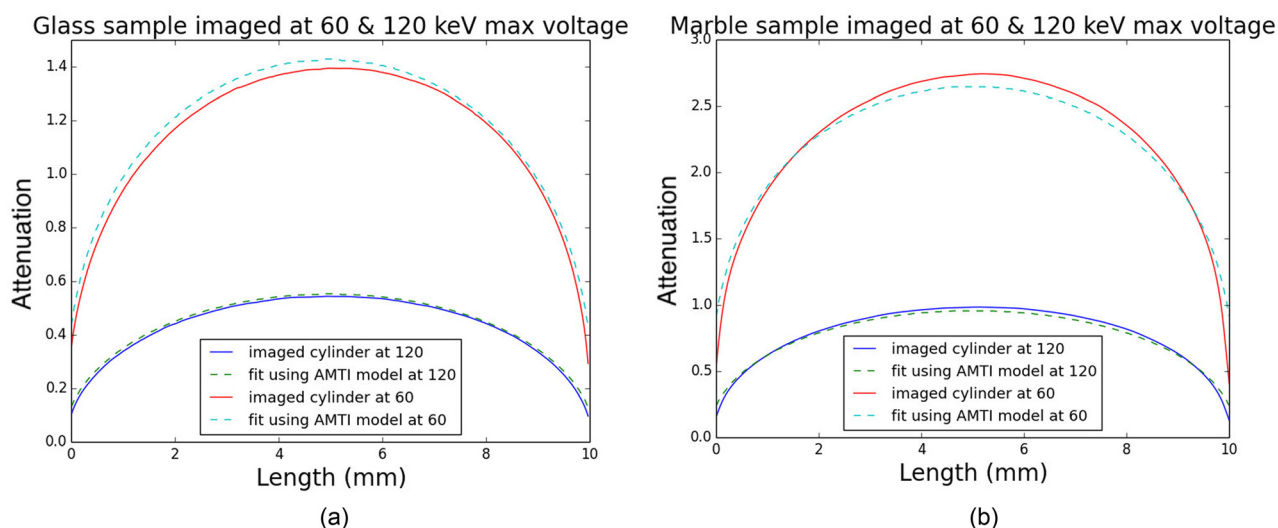 Glass sample imaged at 60 & 120 keV max voltage
1.4
1.2
1.0
0.8
0.6
0.4
0.2
0.0
Attenuation
imaged cylinder at 120
fit using AMTI model at 120
imaged cylinder at 60
fit using AMTI model at 60
0 2 4 6 8 10
Length (mm)
(a)
Marble sample imaged at 60 & 120 keV max voltage
3.0
2.5
2.0
1.5
1.0
0.5
0.0
Attenuation
imaged cylinder at 120
fit using AMTI model at 120
imaged cylinder at 60
fit using AMTI model at 60
0 2 4 6 8 10
Length (mm)
(b)